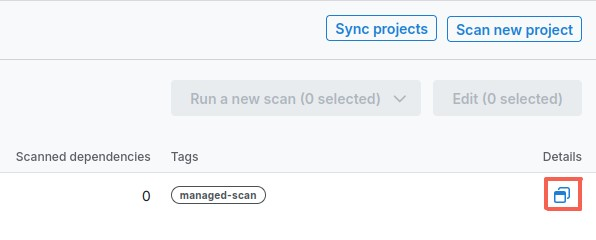 Sync projects
Scan new project
Run a new scan (0 selected)
Edit (0 selected)
Scanned dependencies Tags Details
0 managed-scan